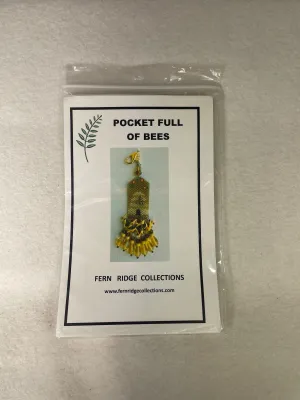 POCKET FULL
OF BEES
FERN RIDGE COLLECTIONS
www.fernridgecollections.com